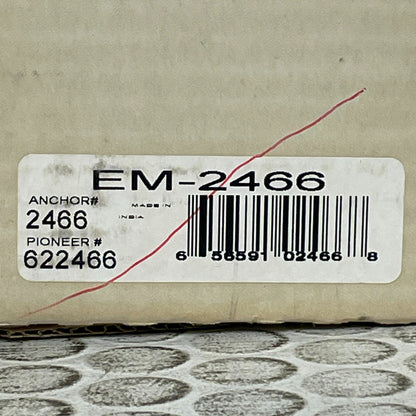 EM-2466
ANCHOR#
MADE IN
INDIA
2466
PIONEER #
622466
6 56591 02466 8